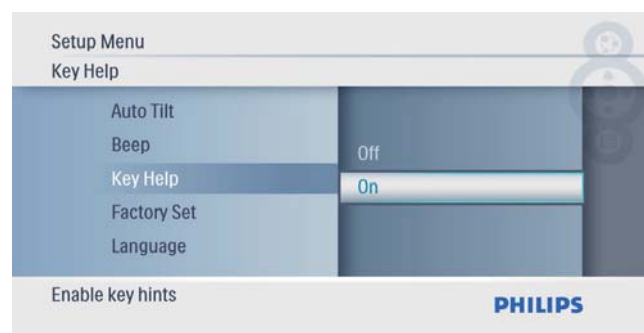 Setup Menu
Key Help
Auto Tilt
Beep
Key Help
Factory Set
Language
Off
On
Enable key hints
PHILIPS